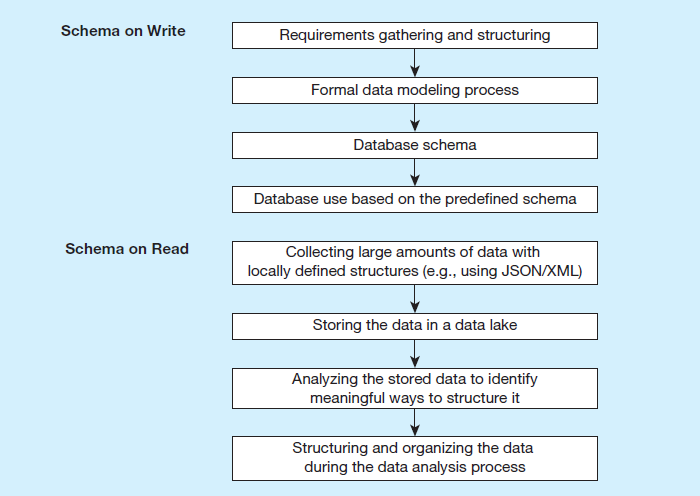 Schema on Write
Requirements gathering and structuring
Formal data modeling process
Database schema
Database use based on the predefined schema
Schema on Read
Collecting large amounts of data with
locally defined structures (e.g., using JSON/XML)
Storing the data in a data lake
Analyzing the stored data to identify
meaningful ways to structure it
Structuring and organizing the data
during the data analysis process